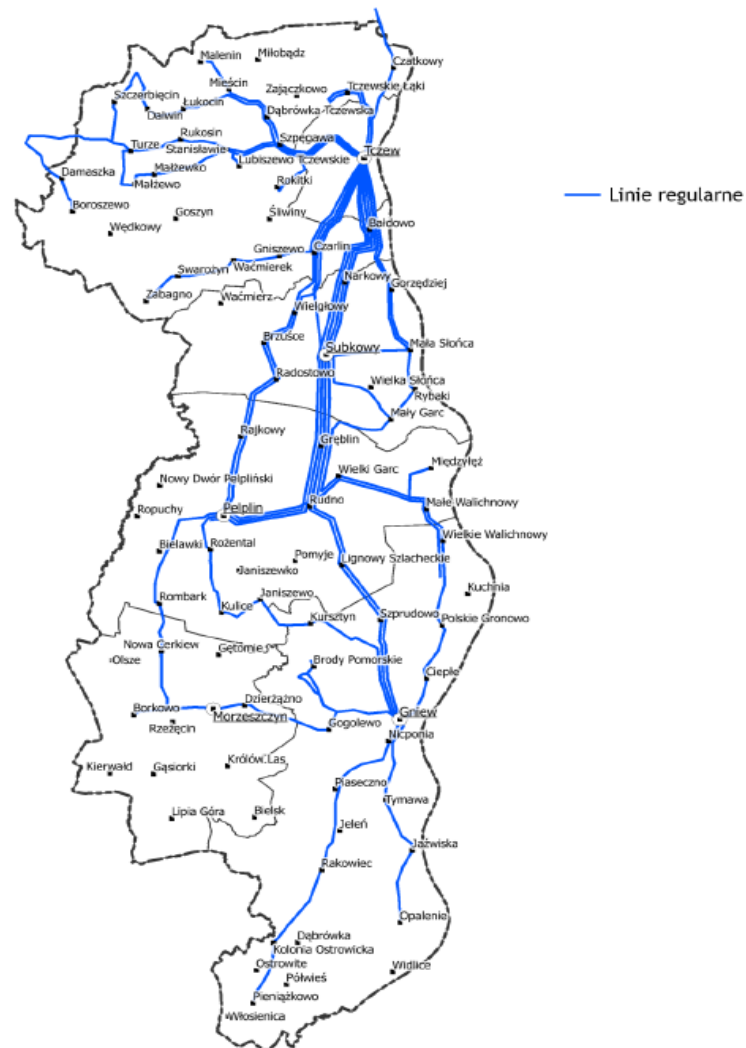 Malenin
Miłobądz
Czatkowy
Mieścin
Zajączkowo
Tczewskie Łąki
Szczerbięcin
Łukocin
Dalwin
Dąbrówka Tczewska
Rukosin
Szpęgawa
Turze
Stanisławie
Tczew
Lubiszewo Tczewskie
Damaszka
Małżewko
Małżewo
Rokitki
Boroszewo
Goszyn
Śliwiny
Wędkowy
Bałdowo
Czarlin
Gniszewo
Waćmierek
Swarożyn
Narkowy
Gorzędziej
Zabagno
Waćmierz
Wielgłowy
Linie regularne
Brzuśce
Subkowy
Mała Słońca
Radostowo
Wielka Słońca
Rybaki
Mały Garc
Rajkowy
Gręblin
Międzyłęż
Wielki Garc
Nowy Dwór Pelpliński
Rudno
Małe Walichnowy
Ropuchy
Pelplin
Wielkie Walichnowy
Bielawki
Rożental
Pomyje
Lignowy Szlacheckie
Janiszewko
Kuchnia
Rombark
Janiszewo
Kulice
Kursztyn
Szprudowo
Polskie Gronowo
Nowa Cerkiew
Gętomie
Olsze
Brody Pomorskie
Ciepłe
Borkowo
Dzierżążno
Morzeszczyn
Rzeżęcin
Gogolewo
Gniew
Nicponia
Kierwałd
Gąsiorki
Królów Las
Piaseczno
Tymawa
Lipia Góra
Bielsk
Jeleń
Jaźwiska
Rakowiec
Opalenie
Dąbrówka
Kolonia Ostrowicka
Ostrowite
Widlice
Półwieś
Pieniążkowo
Włosienica